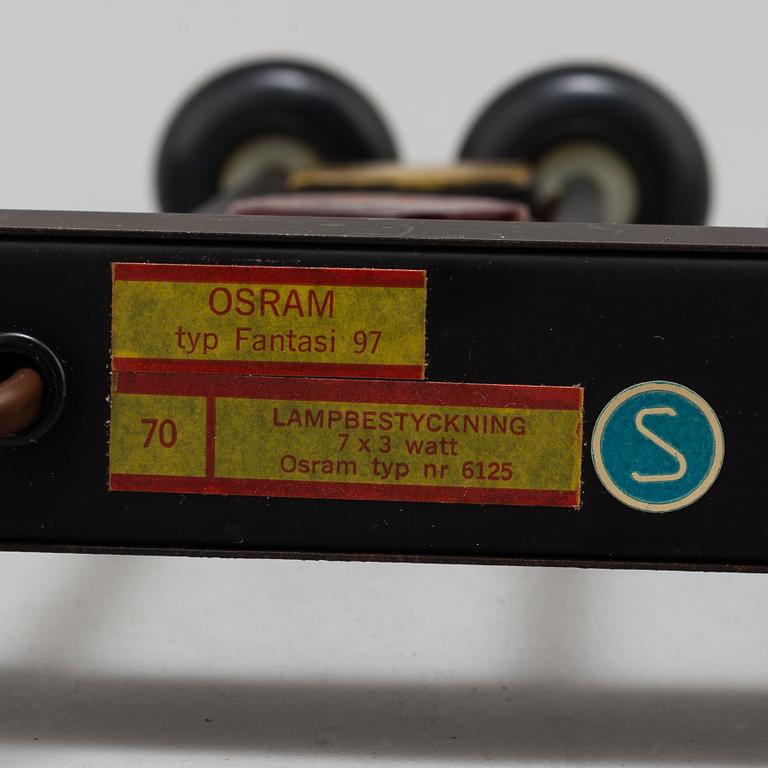 OSRAM
typ Fantasi 97
70
LAMPBESTYCKNING
7 x 3 watt
Osram typ nr 6125
S